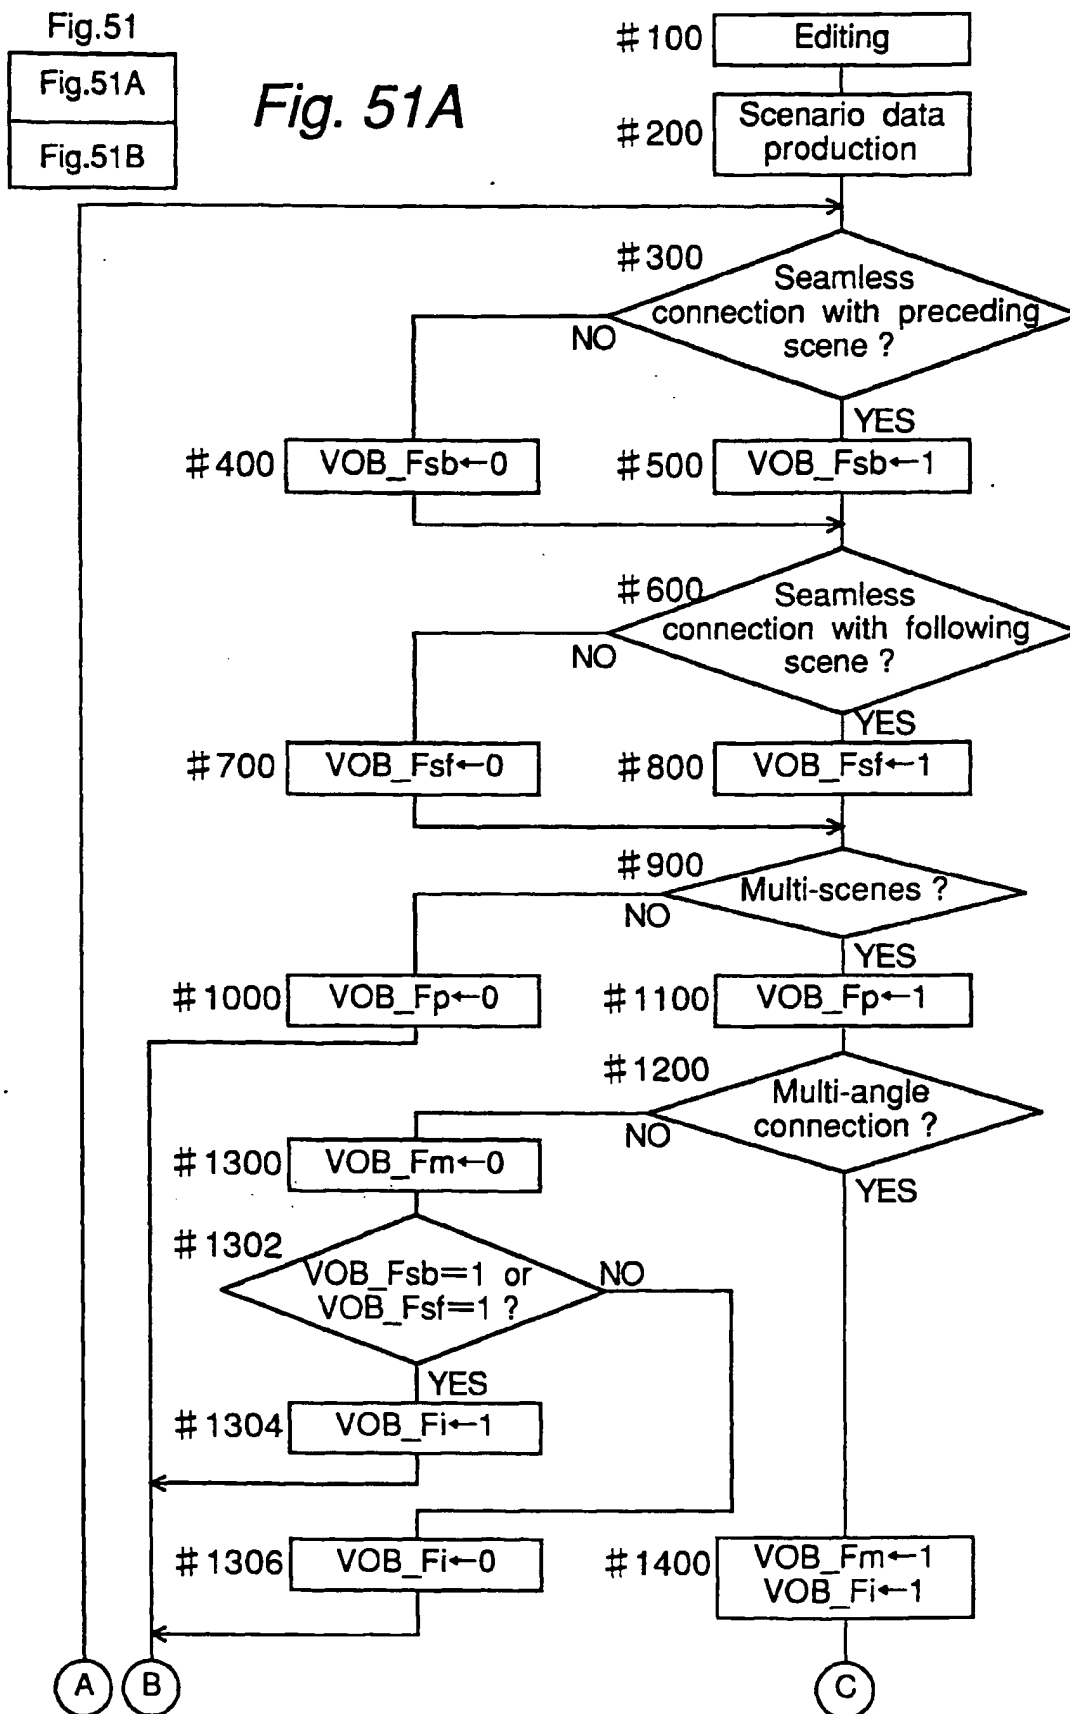 Fig.51
Fig.51A
Fig.51B
Fig. 51A
#100
Editing
#200
Scenario data
production
#300
Seamless
connection with preceding
scene ?
NO
YES
#400
VOB_Fsb←0
#500
VOB_Fsb←1
#600
Seamless
connection with following
scene ?
NO
YES
#700
VOB_Fsf←0
#800
VOB_Fsf←1
#900
Multi-scenes ?
NO
YES
#1000
VOB_Fp←0
#1100
VOB_Fp←1
#1200
Multi-angle
connection ?
NO
YES
#1300
VOB_Fm←0
#1302
VOB_Fsb=1 or
VOB_Fsf=1 ?
NO
YES
#1304
VOB_Fi←1
#1306
VOB_Fi←0
#1400
VOB_Fm←1
VOB_Fi←1
A
B
C